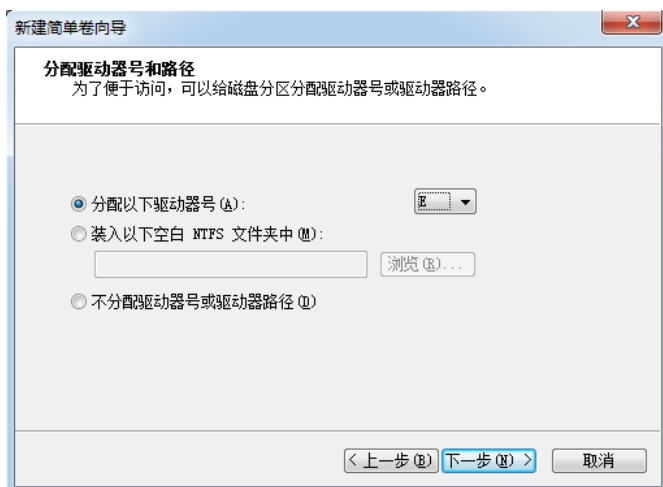 新建简单卷向导
分配驱动器号和路径
为了便于访问，可以给磁盘分区分配驱动器号或驱动器路径。
分配以下驱动器号(A): E
装入以下空白 NTFS 文件夹中(M):
浏览(R)...
不分配驱动器号或驱动器路径(D)
< 上一步(B) 下一步(N) > 取消